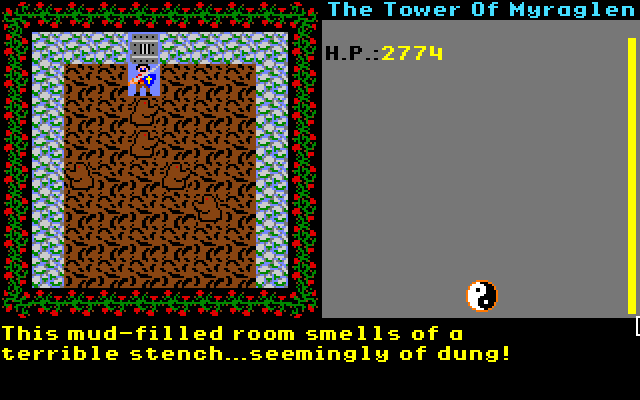 The Tower Of Myraglen
H.P.:2774
This mud-filled room smells of a
terrible stench...seemingly of dung!